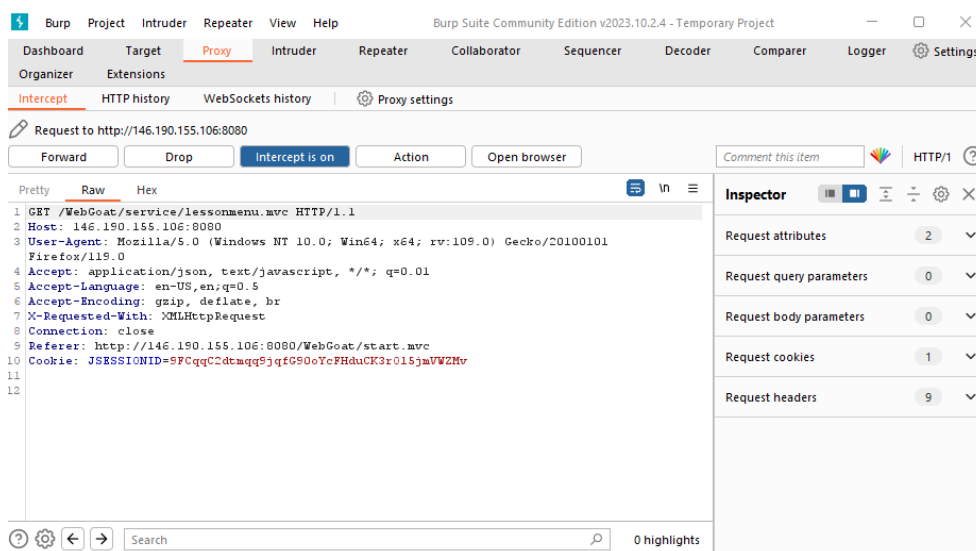 Burp Project Intruder Repeater View Help Burp Suite Community Edition v2023.10.2.4 - Temporary Project
Dashboard Target Proxy Intruder Repeater Collaborator Sequencer Decoder Comparer Logger Settings
Organizer Extensions
Intercept HTTP history WebSockets history Proxy settings
Request to http://146.190.155.106:8080
Forward Drop Intercept is on Action Open browser Comment this item HTTP/1
Pretty Raw Hex \n
Inspector
1 GET /WebGoat/service/lessonmenu.mvc HTTP/1.1
2 Host: 146.190.155.106:8080
3 User-Agent: Mozilla/5.0 (Windows NT 10.0; Win64; x64; rv:109.0) Gecko/20100101
Firefox/119.0
4 Accept: application/json, text/javascript, */*; q=0.01
5 Accept-Language: en-US,en;q=0.5
6 Accept-Encoding: gzip, deflate, br
7 X-Requested-With: XMLHttpRequest
8 Connection: close
9 Referer: http://146.190.155.106:8080/WebGoat/start.mvc
10 Cookie: JSESSIONID=9FCqqC2dtmqq9jqfG90oYcFHduCK3r015jmVWZMv
11
12
Request attributes 2
Request query parameters 0
Request body parameters 0
Request cookies 1
Request headers 9
Search 0 highlights